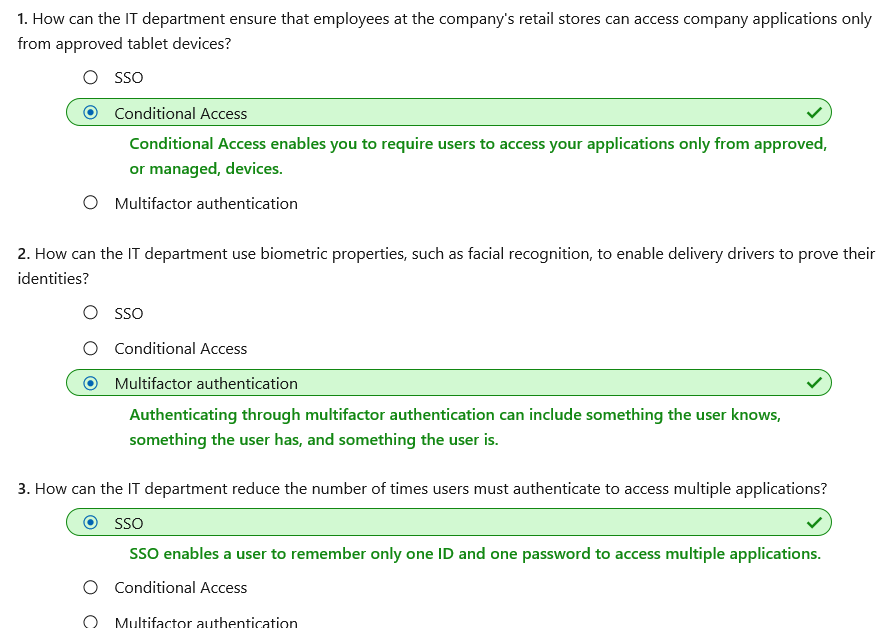 1. How can the IT department ensure that employees at the company's retail stores can access company applications only
from approved tablet devices?
SSO
Conditional Access
Conditional Access enables you to require users to access your applications only from approved,
or managed, devices.
Multifactor authentication
2. How can the IT department use biometric properties, such as facial recognition, to enable delivery drivers to prove their
identities?
SSO
Conditional Access
Multifactor authentication
Authenticating through multifactor authentication can include something the user knows,
something the user has, and something the user is.
3. How can the IT department reduce the number of times users must authenticate to access multiple applications?
SSO
SSO enables a user to remember only one ID and one password to access multiple applications.
Conditional Access
Multifactor authentication